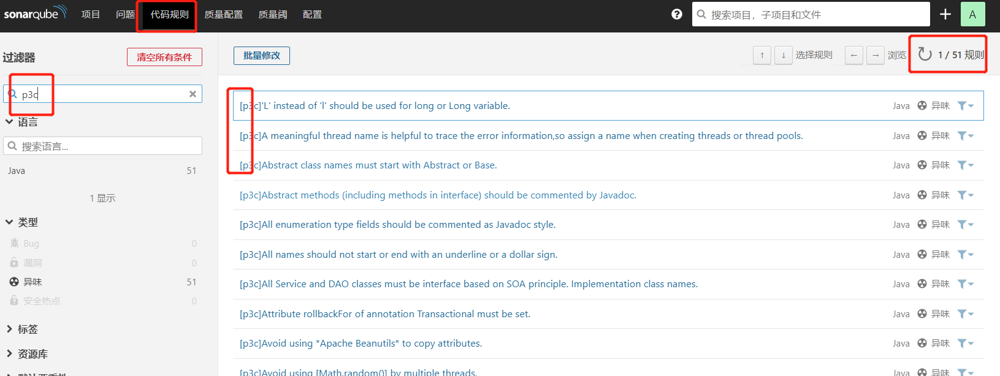 sonarqube 项目 问题 代码规则 质量配置 质量阈 配置 ? 搜索项目，子项目和文件 + A
过滤器 清空所有条件
p3c
语言
搜索语言...
Java 51
1 显示
类型
Bug 0
漏洞 0
异味 51
安全热点 0
标签
资源库
默认严重性
批量修改 ↑ ↓ 选择规则 ← → 浏览 1 / 51 规则
[p3c]'L' instead of 'l' should be used for long or Long variable. Java 异味
[p3c]A meaningful thread name is helpful to trace the error information,so assign a name when creating threads or thread pools. Java 异味
[p3c]Abstract class names must start with Abstract or Base. Java 异味
[p3c]Abstract methods (including methods in interface) should be commented by Javadoc. Java 异味
[p3c]All enumeration type fields should be commented as Javadoc style. Java 异味
[p3c]All names should not start or end with an underline or a dollar sign. Java 异味
[p3c]All Service and DAO classes must be interface based on SOA principle. Implementation class names. Java 异味
[p3c]Attribute rollbackFor of annotation Transactional must be set. Java 异味
[p3c]Avoid using *Apache Beanutils* to copy attributes. Java 异味
[p3c]Avoid using [Math.random()] by multiple threads. Java 异味